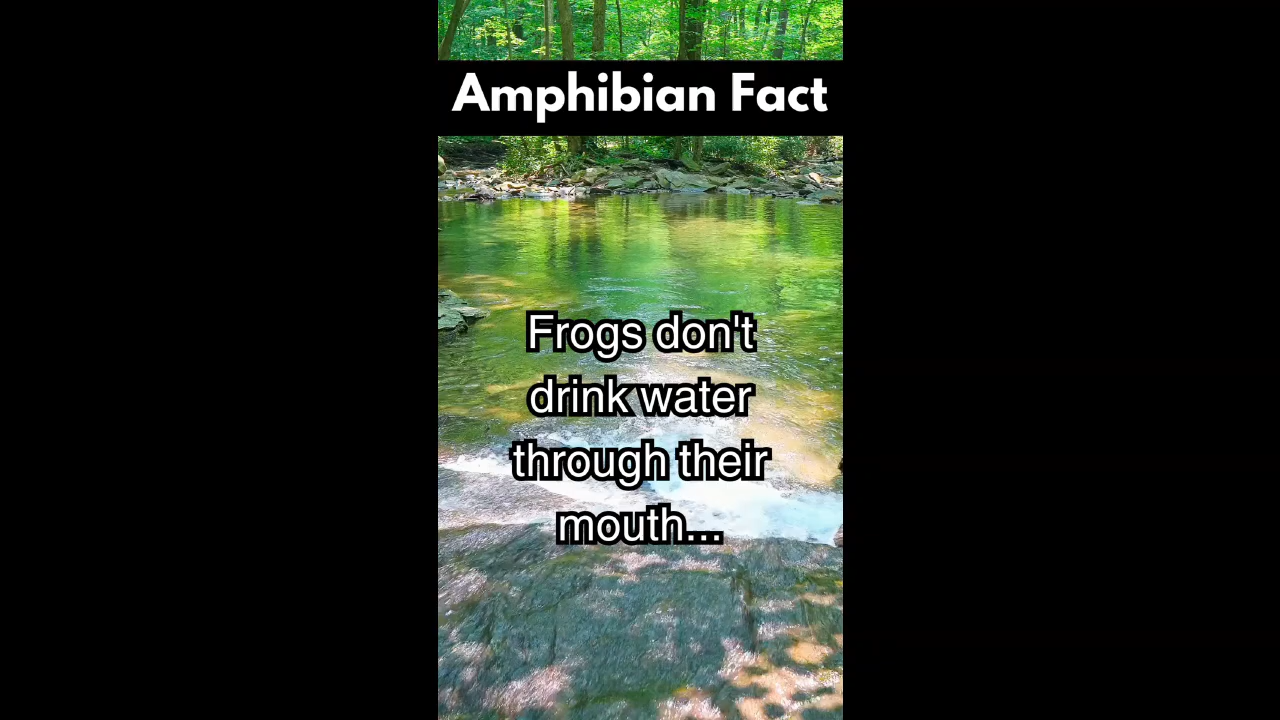 Amphibian Fact
Frogs don't
drink water
through their
mouth...